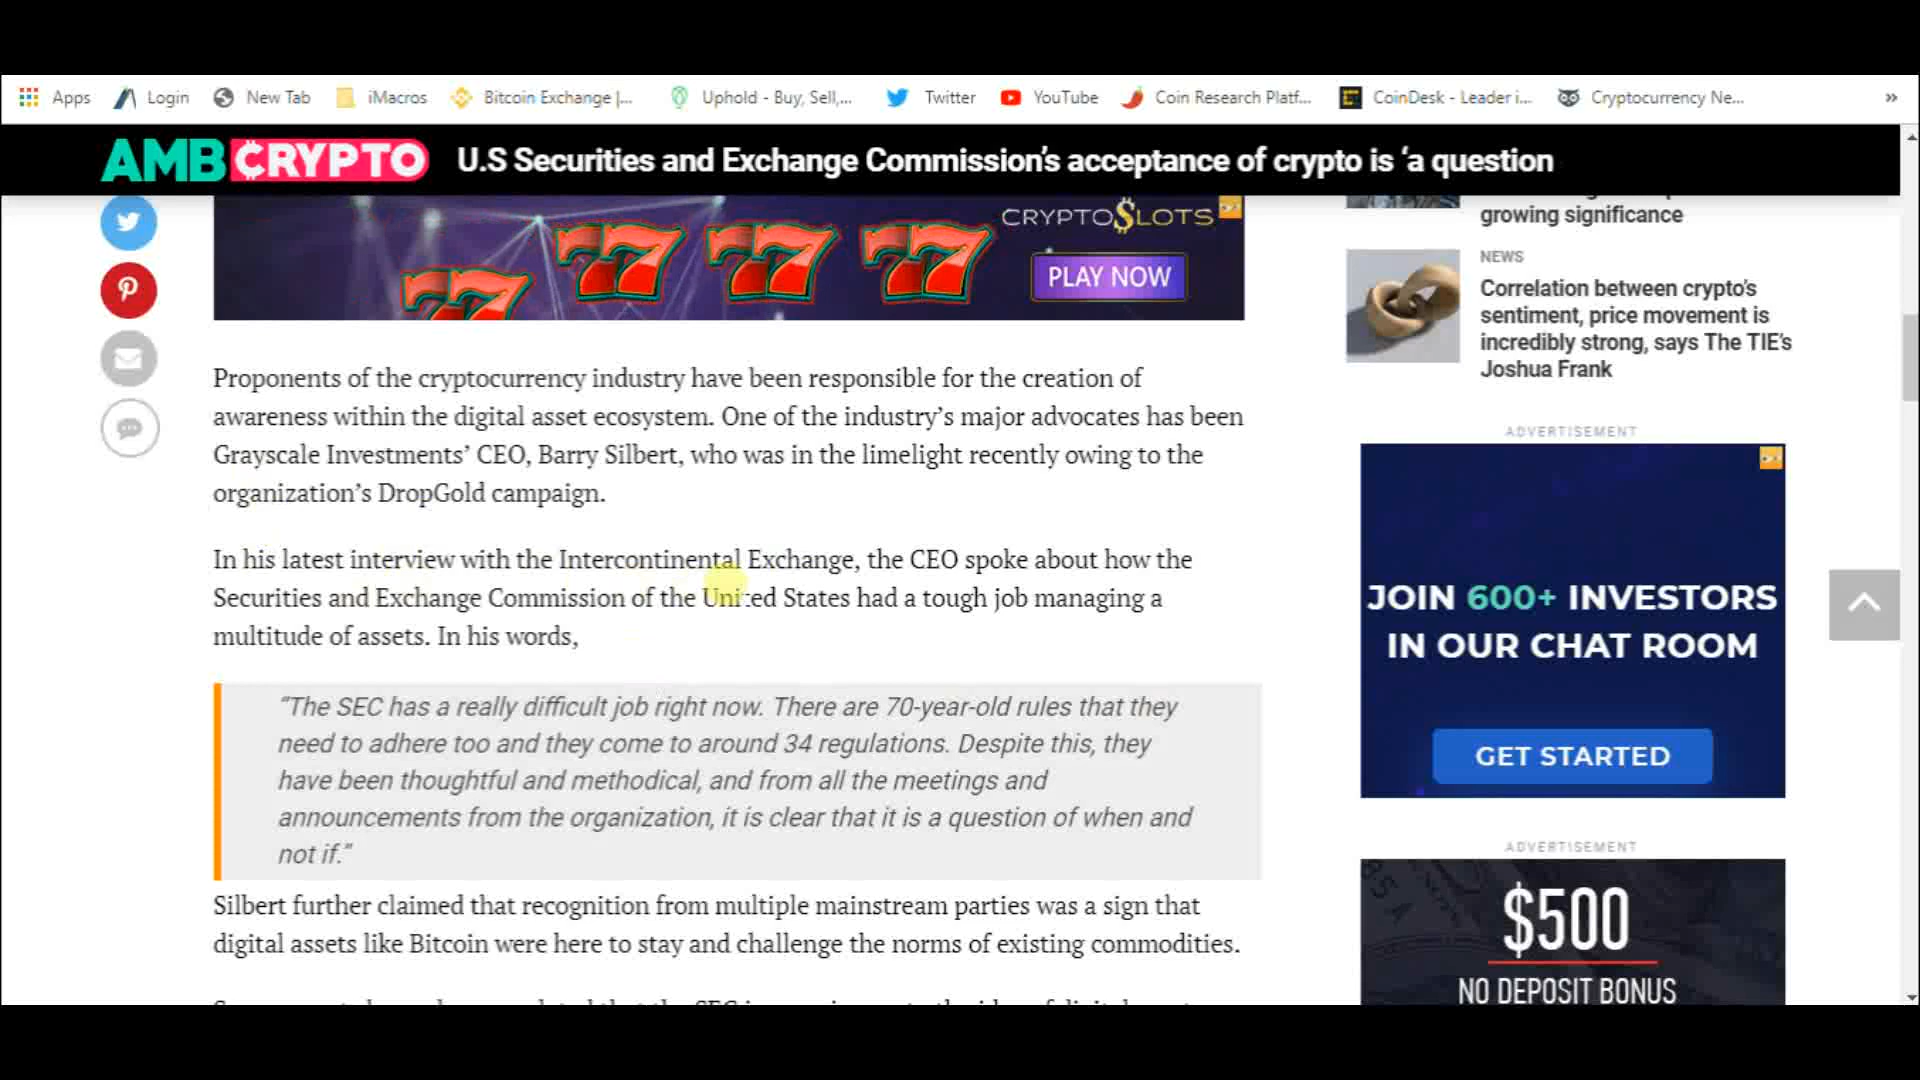 Apps Login New Tab iMacros Bitcoin Exchange |... Uphold - Buy, Sell,... Twitter YouTube Coin Research Platf... CoinDesk - Leader i... Cryptocurrency Ne... »
AMBCRYPTO U.S Securities and Exchange Commission's acceptance of crypto is ‘a question
77 77 77 77
CRYPTO$LOTS
PLAY NOW
Proponents of the cryptocurrency industry have been responsible for the creation of
awareness within the digital asset ecosystem. One of the industry’s major advocates has been
Grayscale Investments’ CEO, Barry Silbert, who was in the limelight recently owing to the
organization’s DropGold campaign.
In his latest interview with the Intercontinental Exchange, the CEO spoke about how the
Securities and Exchange Commission of the United States had a tough job managing a
multitude of assets. In his words,
“The SEC has a really difficult job right now. There are 70-year-old rules that they
need to adhere too and they come to around 34 regulations. Despite this, they
have been thoughtful and methodical, and from all the meetings and
announcements from the organization, it is clear that it is a question of when and
not if.”
Silbert further claimed that recognition from multiple mainstream parties was a sign that
digital assets like Bitcoin were here to stay and challenge the norms of existing commodities.
growing significance
NEWS
Correlation between crypto’s
sentiment, price movement is
incredibly strong, says The TIE’s
Joshua Frank
ADVERTISEMENT
JOIN 600+ INVESTORS
IN OUR CHAT ROOM
GET STARTED
ADVERTISEMENT
$500
NO DEPOSIT BONUS